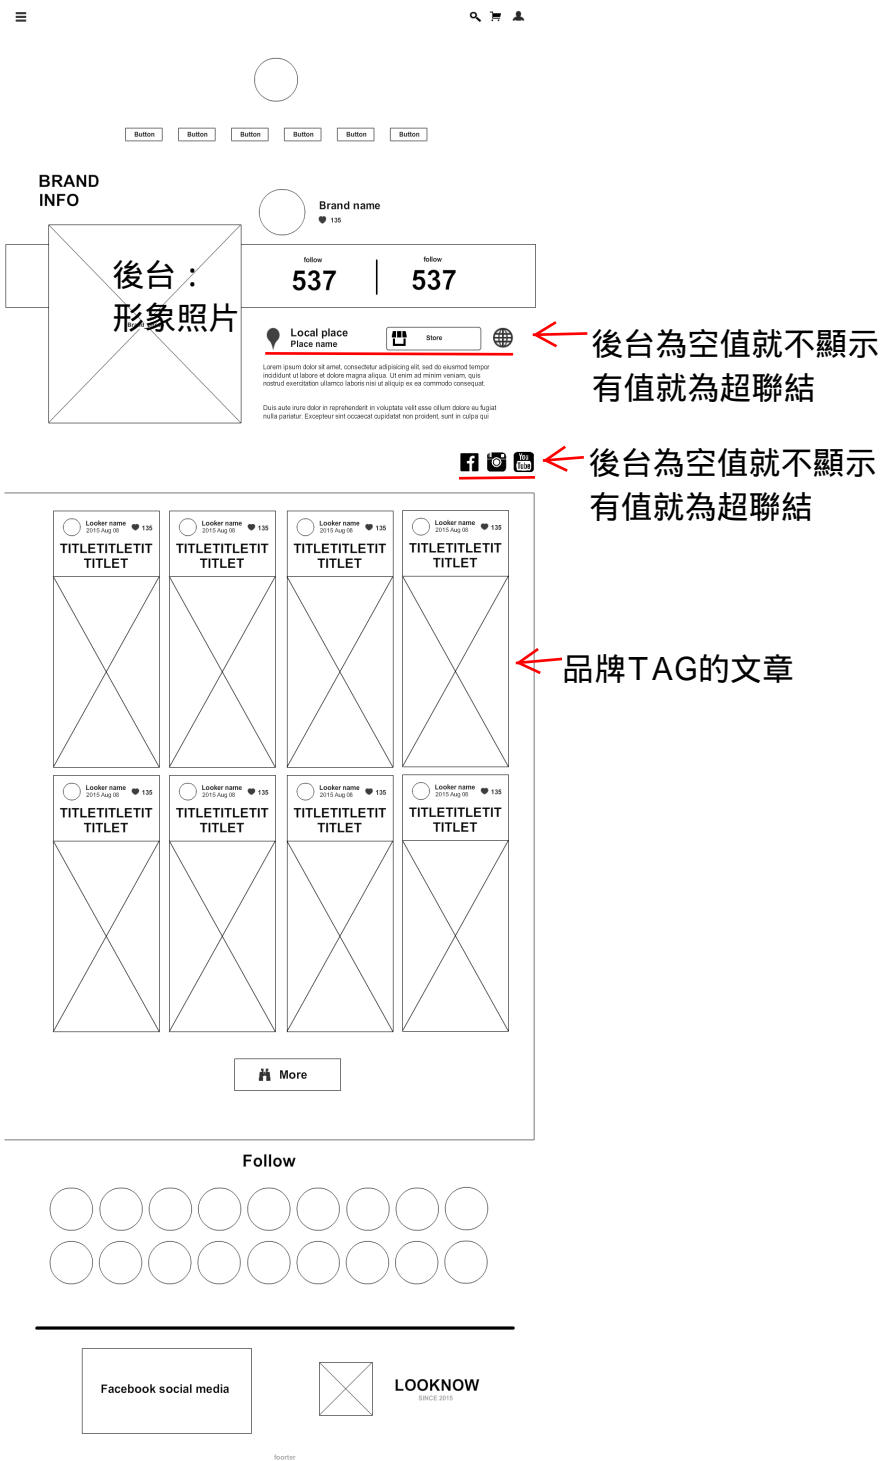 Button Button Button Button Button Button
BRAND
INFO
Brand name
135
後台：
形象照片
follow follow
537 537
Local place
Place name
Store
後台為空值就不顯示
有值就為超聯結
Lorem ipsum dolor sit amet, consectetur adipisicing elit, sed do eiusmod tempor
incididunt ut labore et dolore magna aliqua. Ut enim ad minim veniam, quis
nostrud exercitation ullamco laboris nisi ut aliquip ex ea commodo consequat.
Duis aute irure dolor in reprehenderit in voluptate velit esse cillum dolore eu fugiat
nulla pariatur. Excepteur sint occaecat cupidatat non proident, sunt in culpa qui
You
Tube
後台為空值就不顯示
有值就為超聯結
Looker name 135 Looker name 135 Looker name 135 Looker name 135
2015 Aug 08 2015 Aug 08 2015 Aug 08 2015 Aug 08
TITLETITLETIT TITLETITLETIT TITLETITLETIT TITLETITLETIT
TITLET TITLET TITLET TITLET
品牌TAG的文章
Looker name 135 Looker name 135 Looker name 135 Looker name 135
2015 Aug 08 2015 Aug 08 2015 Aug 08 2015 Aug 08
TITLETITLETIT TITLETITLETIT TITLETITLETIT TITLETITLETIT
TITLET TITLET TITLET TITLET
More
Follow
Facebook social media
LOOKNOW
SINCE 2015
foorter